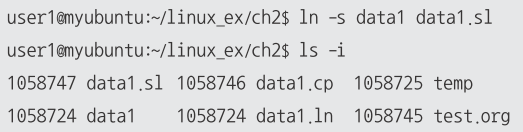 user1@myubuntu:~/linux_ex/ch2$ ln -s data1 data1.sl
user1@myubuntu:~/linux_ex/ch2$ ls -i
1058747 data1.sl 1058746 data1.cp 1058725 temp
1058724 data1 1058724 data1.ln 1058745 test.org